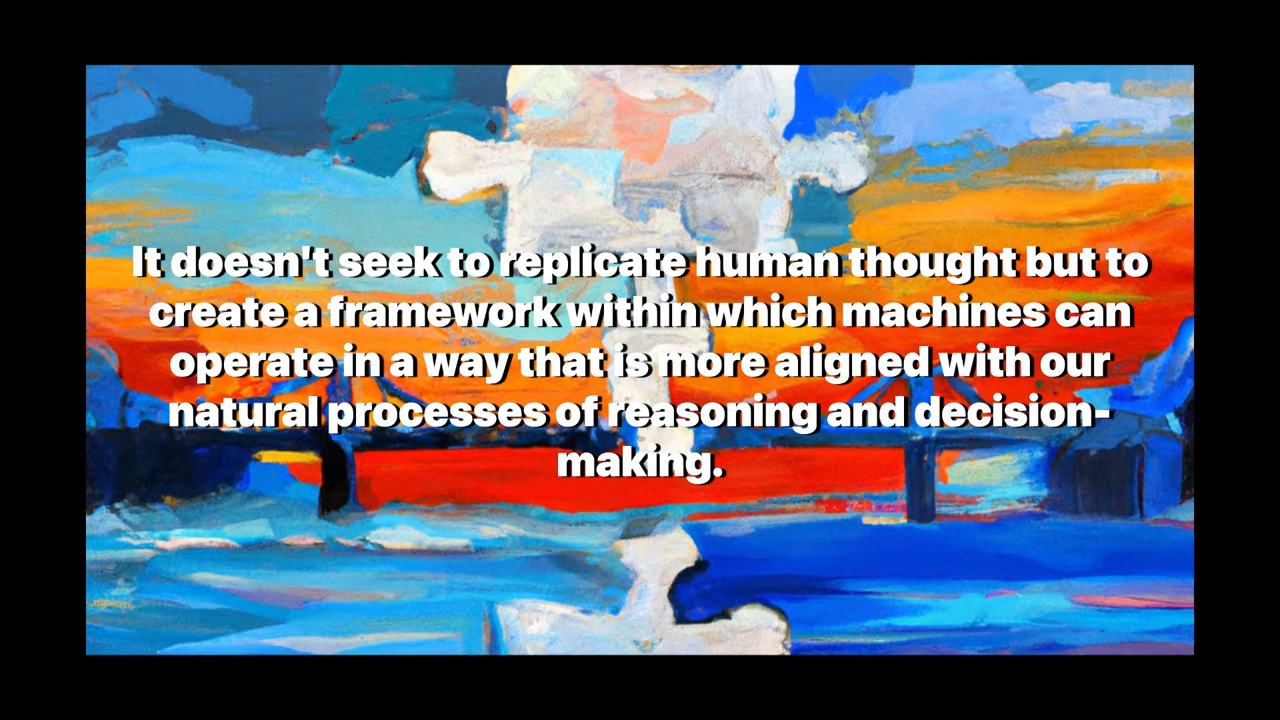 It doesn't seek to replicate human thought but to
create a framework within which machines can
operate in a way that is more aligned with our
natural processes of reasoning and decision-
making.